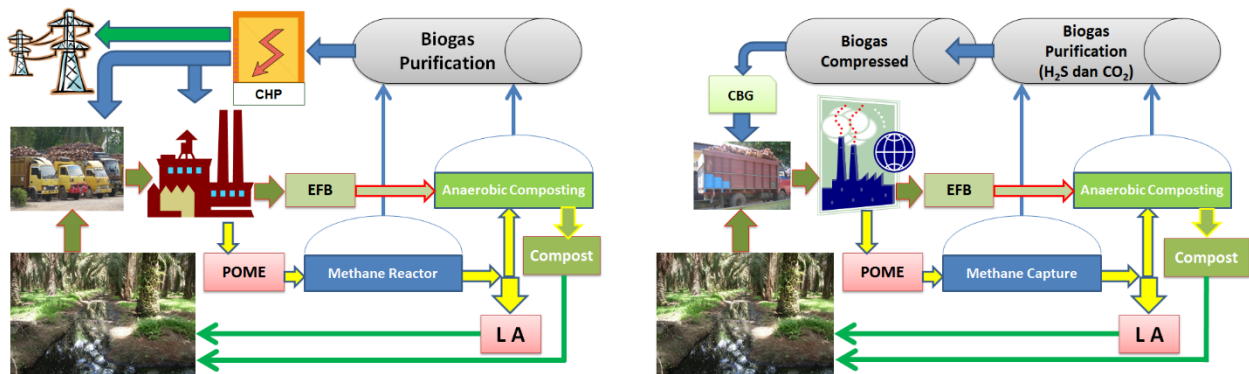 Biogas
Purification
CHP
EFB
Anaerobic Composting
POME
Methane Reactor
Compost
L A
Biogas
Compressed
Biogas
Purification
(H₂S dan CO₂)
CBG
EFB
Anaerobic Composting
POME
Methane Capture
Compost
L A